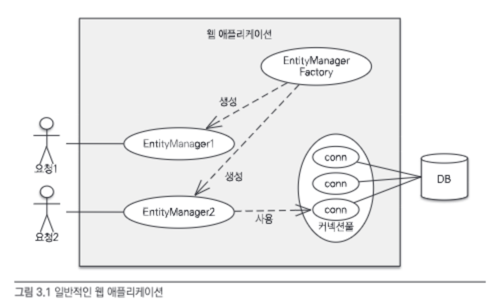 웹 애플리케이션
EntityManager
Factory
생성
EntityManager1
요청1
생성
conn
conn
conn
커넥션풀
DB
EntityManager2
사용
요청2
그림 3.1 일반적인 웹 애플리케이션